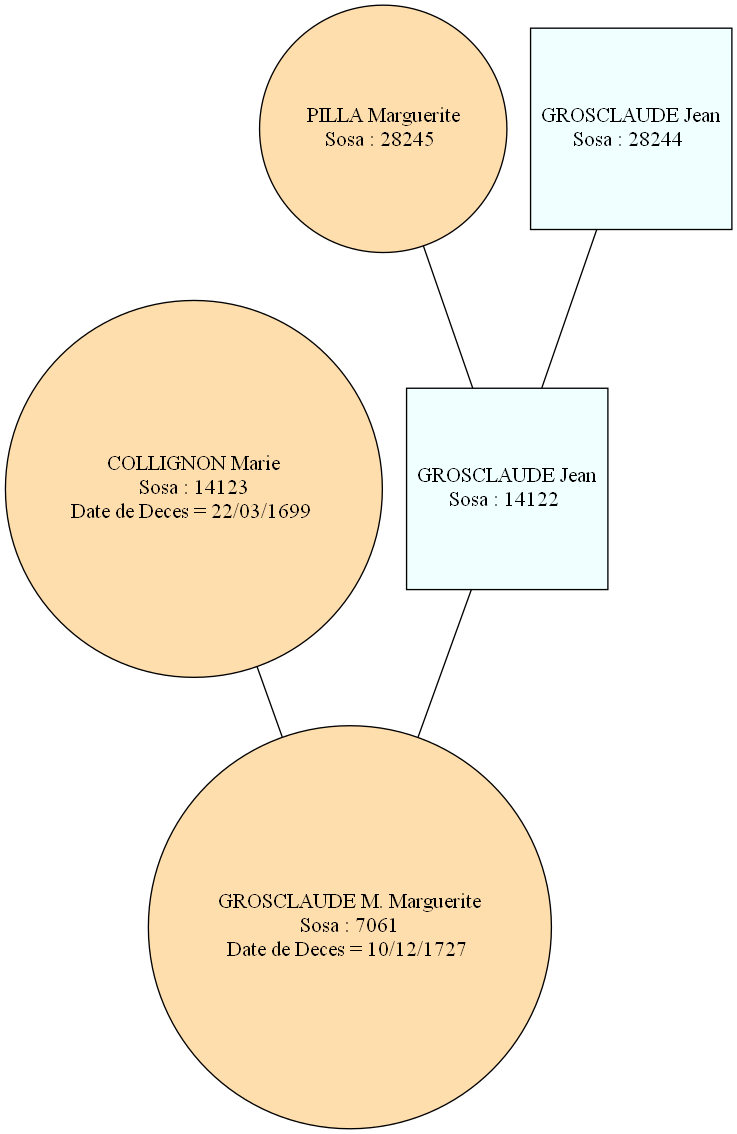 PILLA Marguerite
Sosa : 28245
GROSCLAUDE Jean
Sosa : 28244
COLLIGNON Marie
Sosa : 14123
Date de Deces = 22/03/1699
GROSCLAUDE Jean
Sosa : 14122
GROSCLAUDE M. Marguerite
Sosa : 7061
Date de Deces = 10/12/1727